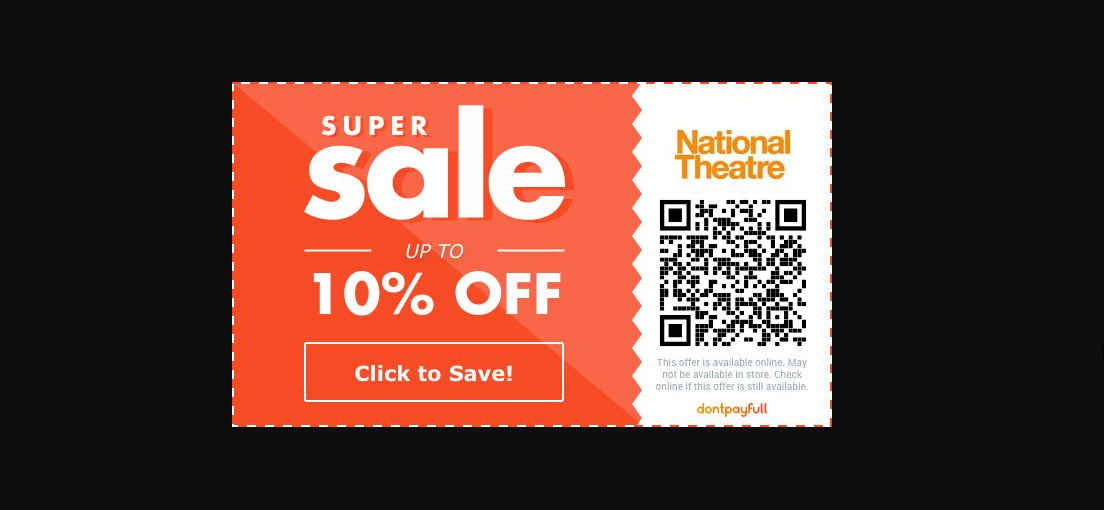 SUPER
sale
UP TO
10% OFF
Click to Save!
National
Theatre
This offer is available online. May
not be available in store. Check
online if this offer is still available.
dontpayfull